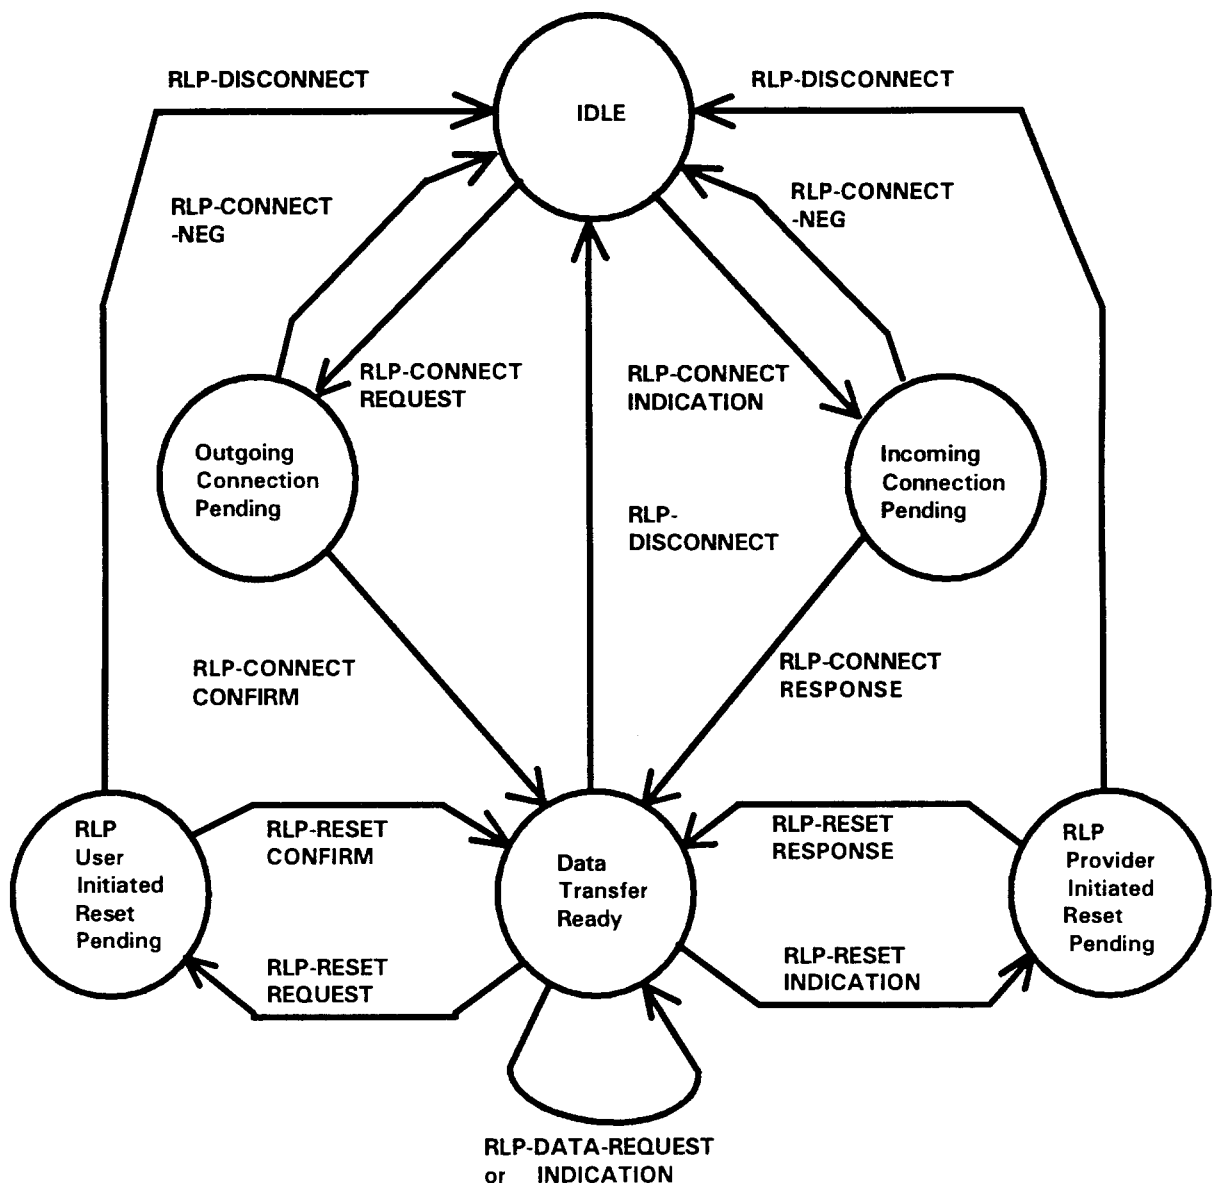 RLP-DISCONNECT
RLP-DISCONNECT
IDLE
RLP-CONNECT
-NEG
RLP-CONNECT
-NEG
RLP-CONNECT
REQUEST
RLP-CONNECT
INDICATION
Outgoing
Connection
Pending
Incoming
Connection
Pending
RLP-
DISCONNECT
RLP-CONNECT
CONFIRM
RLP-CONNECT
RESPONSE
RLP
User
Initiated
Reset
Pending
RLP-RESET
CONFIRM
Data
Transfer
Ready
RLP-RESET
RESPONSE
RLP
Provider
Initiated
Reset
Pending
RLP-RESET
REQUEST
RLP-RESET
INDICATION
RLP-DATA-REQUEST
or INDICATION